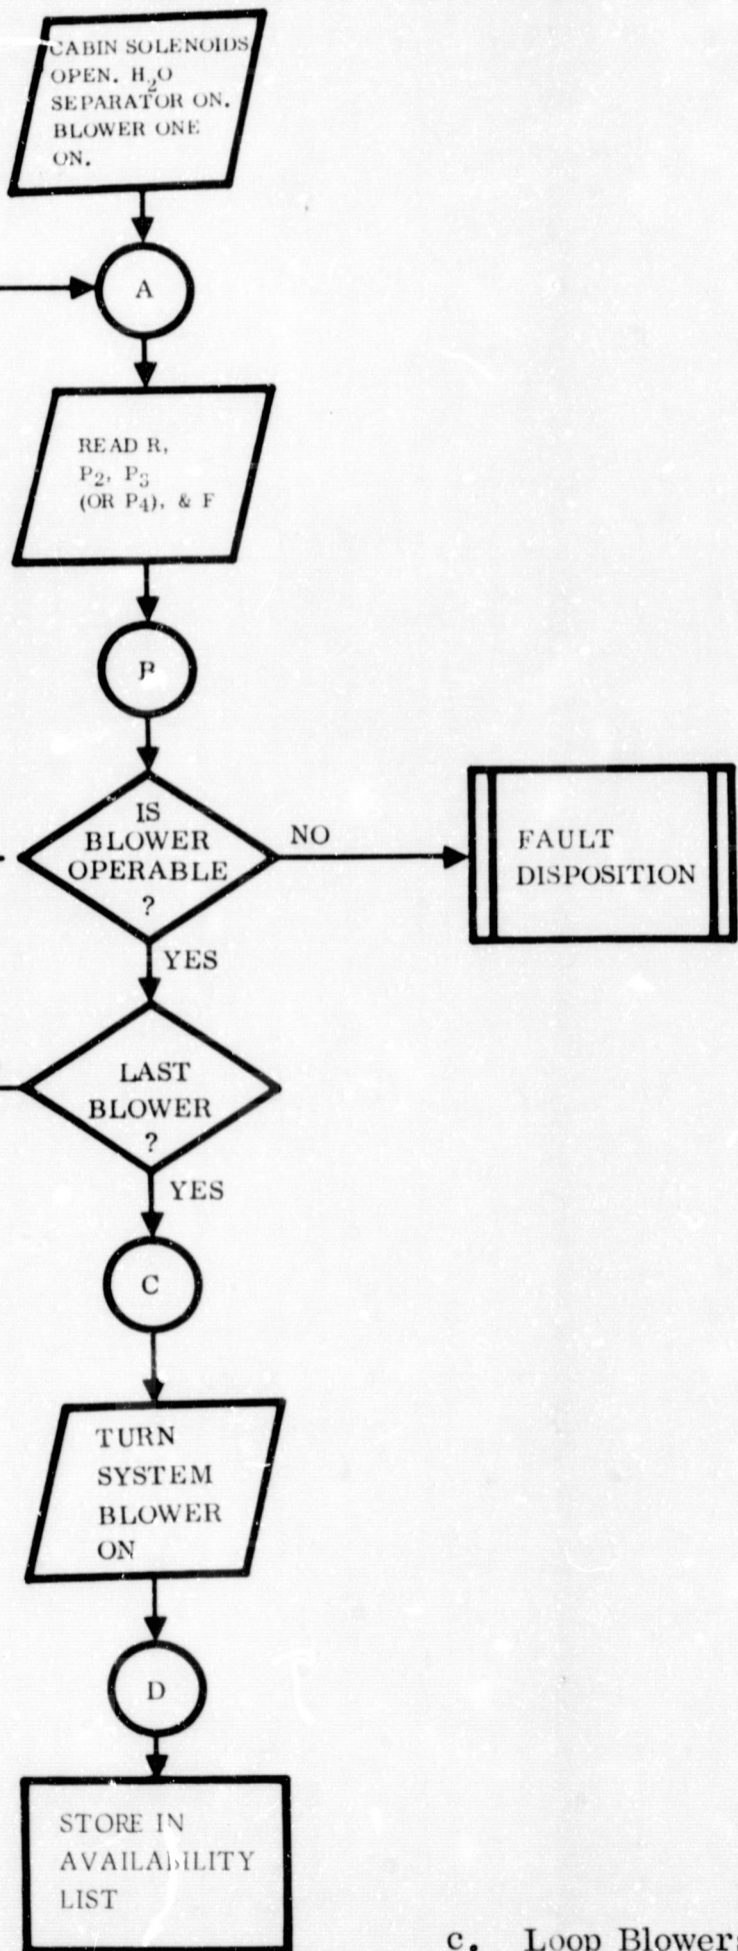 CABIN SOLENOIDS
OPEN. H₂O
SEPARATOR ON.
BLOWER ONE
ON.
A
READ R,
P₂, P₃
(OR P₄), & F
B
IS
BLOWER
OPERABLE
?
NO
FAULT
DISPOSITION
YES
LAST
BLOWER
?
YES
C
TURN
SYSTEM
BLOWER
ON
D
STORE IN
AVAILABILITY
LIST
c. Loop Blowers